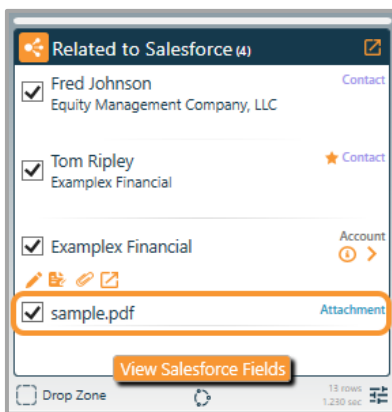 Related to Salesforce (4)
Fred Johnson Contact
Equity Management Company, LLC
Tom Ripley Contact
Examplex Financial
Account
Examplex Financial
sample.pdf Attachment
View Salesforce Fields
Drop Zone
13 rows
1.230 sec